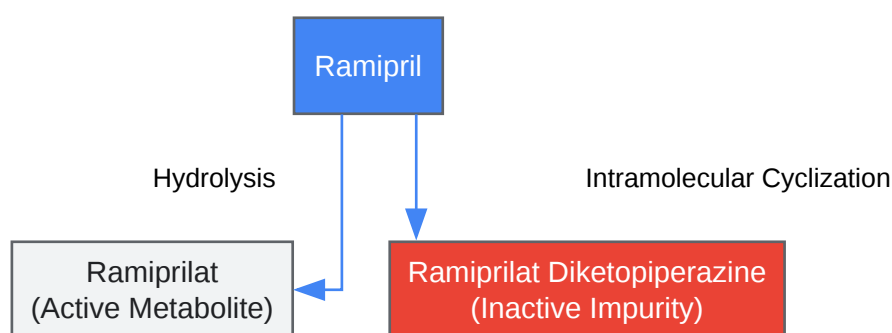 Ramipril
Hydrolysis
Intramolecular Cyclization
Ramiprilat
(Active Metabolite)
Ramiprilat Diketopiperazine
(Inactive Impurity)